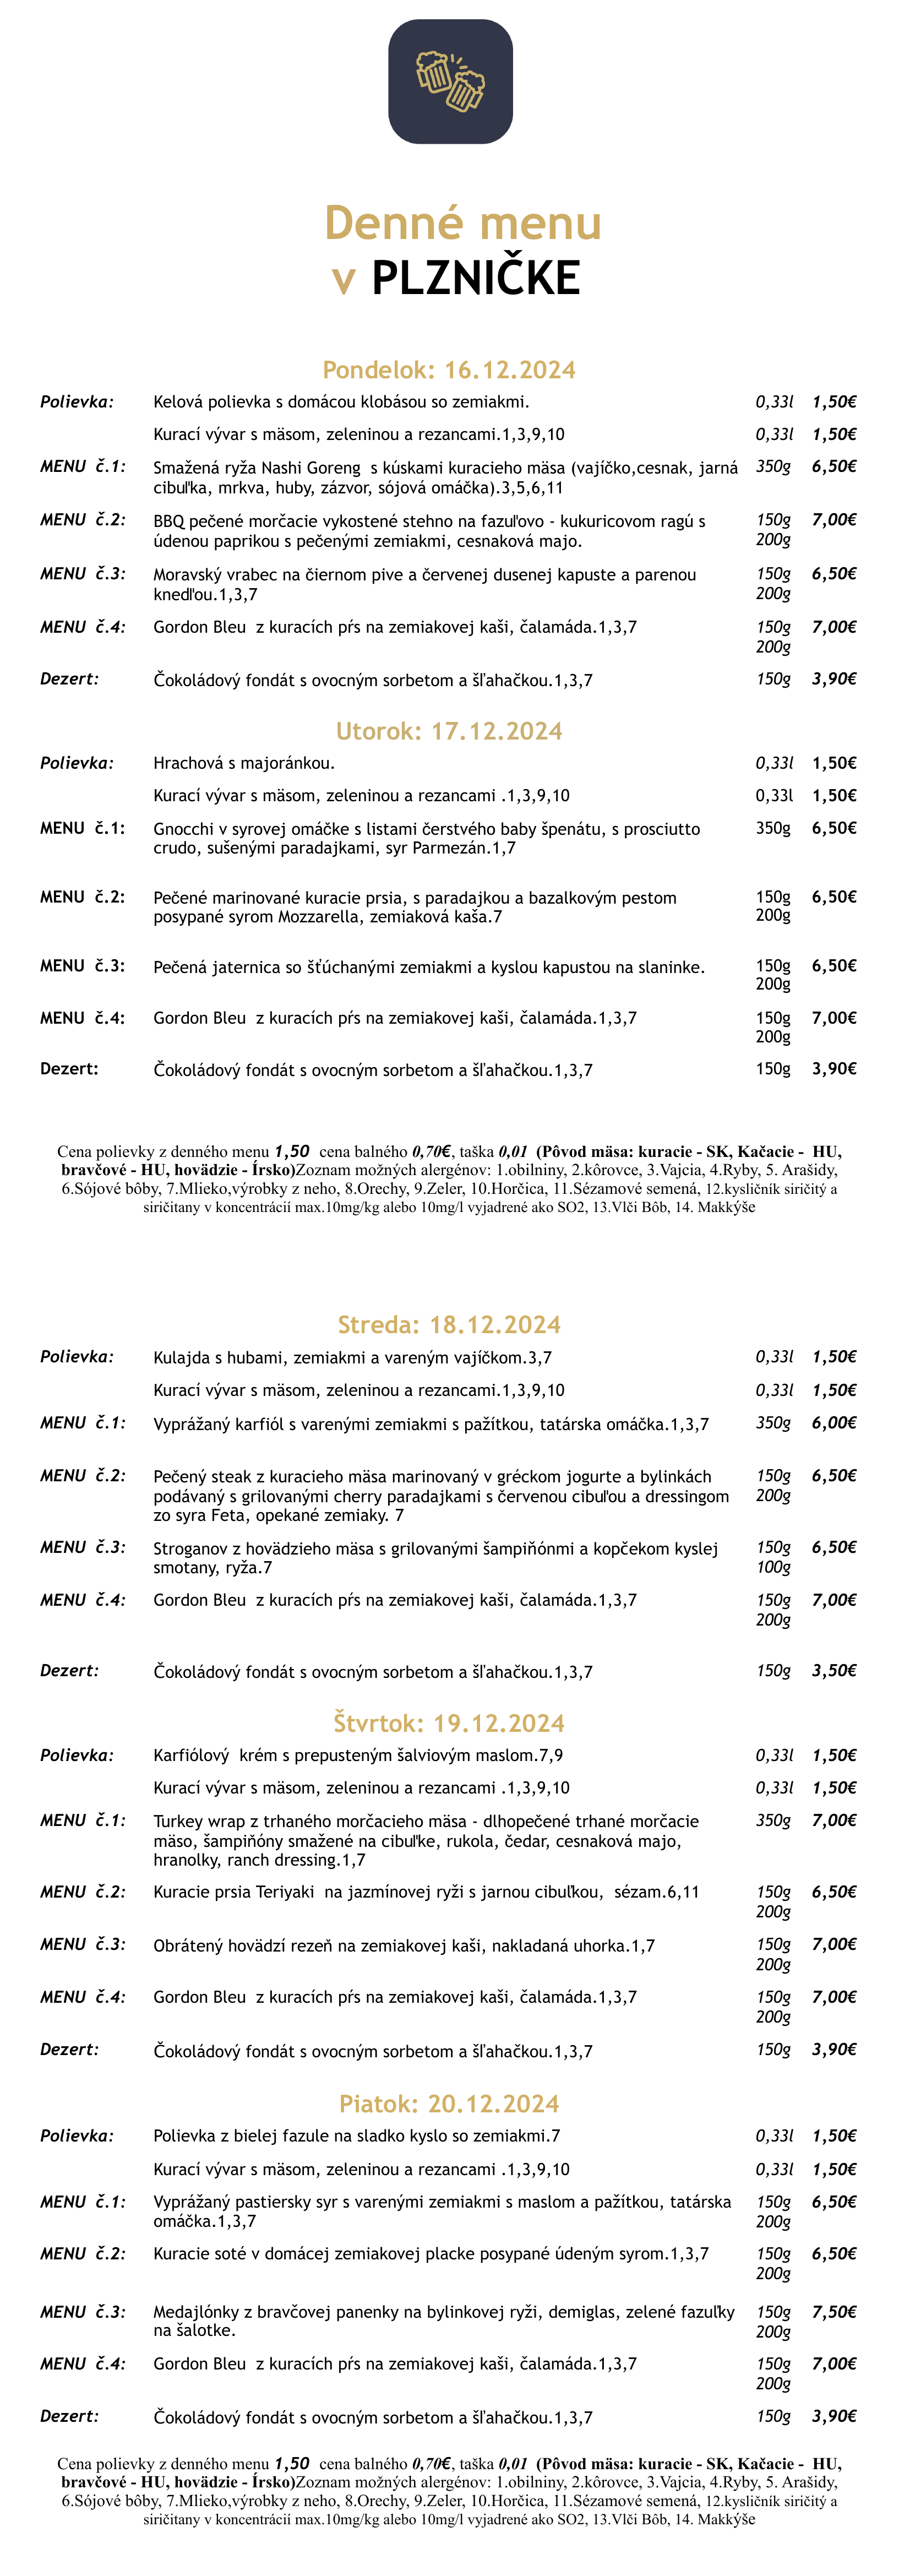 Denné menu
v PLZNIČKE
Pondelok: 16.12.2024
Polievka: Kelová polievka s domácou klobásou so zemiakmi. 0,33l 1,50€
Kurací vývar s mäsom, zeleninou a rezancami.1,3,9,10 0,33l 1,50€
MENU č.1: Smažená ryža Nashi Goreng s kúskami kuracieho mäsa (vajíčko,cesnak, jarná 350g 6,50€
cibuľka, mrkva, huby, zázvor, sójová omáčka).3,5,6,11
MENU č.2: BBQ pečené morčacie vykostené stehno na fazuľovo - kukuricovom ragú s 150g 7,00€
údenou paprikou s pečenými zemiakmi, cesnaková majo. 200g
MENU č.3: Moravský vrabec na čiernom pive a červenej dusenej kapuste a parenou 150g 6,50€
knedľou.1,3,7 200g
MENU č.4: Gordon Bleu z kuracích pŕs na zemiakovej kaši, čalamáda.1,3,7 150g 7,00€
200g
Dezert: Čokoládový fondát s ovocným sorbetom a šľahačkou.1,3,7 150g 3,90€
Utorok: 17.12.2024
Polievka: Hrachová s majoránkou. 0,33l 1,50€
Kurací vývar s mäsom, zeleninou a rezancami .1,3,9,10 0,33l 1,50€
MENU č.1: Gnocchi v syrovej omáčke s listami čerstvého baby špenátu, s prosciutto 350g 6,50€
crudo, sušenými paradajkami, syr Parmezán.1,7
MENU č.2: Pečené marinované kuracie prsia, s paradajkou a bazalkovým pestom 150g 6,50€
posypané syrom Mozzarella, zemiaková kaša.7 200g
MENU č.3: Pečená jaternica so šťúchanými zemiakmi a kyslou kapustou na slaninke. 150g 6,50€
200g
MENU č.4: Gordon Bleu z kuracích pŕs na zemiakovej kaši, čalamáda.1,3,7 150g 7,00€
200g
Dezert: Čokoládový fondát s ovocným sorbetom a šľahačkou.1,3,7 150g 3,90€
Cena polievky z denného menu 1,50 cena balného 0,70€, taška 0,01 (Pôvod mäsa: kuracie - SK, Kačacie - HU,
bravčové - HU, hovädzie - Írsko)Zoznam možných alergénov: 1.obilniny, 2.kôrovce, 3.Vajcia, 4.Ryby, 5. Arašidy,
6.Sójové bôby, 7.Mlieko,výrobky z neho, 8.Orechy, 9.Zeler, 10.Horčica, 11.Sézamové semená, 12.kysličník siričitý a
siričitany v koncentrácií max.10mg/kg alebo 10mg/l vyjadrené ako SO2, 13.Vlči Bôb, 14. Makkýše
Streda: 18.12.2024
Polievka: Kulajda s hubami, zemiakmi a vareným vajíčkom.3,7 0,33l 1,50€
Kurací vývar s mäsom, zeleninou a rezancami.1,3,9,10 0,33l 1,50€
MENU č.1: Vyprážaný karfiól s varenými zemiakmi s pažítkou, tatárska omáčka.1,3,7 350g 6,00€
MENU č.2: Pečený steak z kuracieho mäsa marinovaný v gréckom jogurte a bylinkách 150g 6,50€
podávaný s grilovanými cherry paradajkami s červenou cibuľou a dressingom 200g
zo syra Feta, opekané zemiaky. 7
MENU č.3: Stroganov z hovädzieho mäsa s grilovanými šampiňónmi a kopčekom kyslej 150g 6,50€
smotany, ryža.7 100g
MENU č.4: Gordon Bleu z kuracích pŕs na zemiakovej kaši, čalamáda.1,3,7 150g 7,00€
200g
Dezert: Čokoládový fondát s ovocným sorbetom a šľahačkou.1,3,7 150g 3,50€
Štvrtok: 19.12.2024
Polievka: Karfiólový krém s prepusteným šalviovým maslom.7,9 0,33l 1,50€
Kurací vývar s mäsom, zeleninou a rezancami .1,3,9,10 0,33l 1,50€
MENU č.1: Turkey wrap z trhaného morčacieho mäsa - dlhopečené trhané morčacie 350g 7,00€
mäso, šampiňóny smažené na cibuľke, rukola, čedar, cesnaková majo,
hranolky, ranch dressing.1,7
MENU č.2: Kuracie prsia Teriyaki na jazmínovej ryži s jarnou cibuľkou, sézam.6,11 150g 6,50€
200g
MENU č.3: Obrátený hovädzí rezeň na zemiakovej kaši, nakladaná uhorka.1,7 150g 7,00€
200g
MENU č.4: Gordon Bleu z kuracích pŕs na zemiakovej kaši, čalamáda.1,3,7 150g 7,00€
200g
Dezert: Čokoládový fondát s ovocným sorbetom a šľahačkou.1,3,7 150g 3,90€
Piatok: 20.12.2024
Polievka: Polievka z bielej fazule na sladko kyslo so zemiakmi.7 0,33l 1,50€
Kurací vývar s mäsom, zeleninou a rezancami .1,3,9,10 0,33l 1,50€
MENU č.1: Vyprážaný pastiersky syr s varenými zemiakmi s maslom a pažítkou, tatárska 150g 6,50€
omáčka.1,3,7 200g
MENU č.2: Kuracie soté v domácej zemiakovej placke posypané údeným syrom.1,3,7 150g 6,50€
200g
MENU č.3: Medajlónky z bravčovej panenky na bylinkovej ryži, demiglas, zelené fazuľky 150g 7,50€
na šalotke. 200g
MENU č.4: Gordon Bleu z kuracích pŕs na zemiakovej kaši, čalamáda.1,3,7 150g 7,00€
200g
Dezert: Čokoládový fondát s ovocným sorbetom a šľahačkou.1,3,7 150g 3,90€
Cena polievky z denného menu 1,50 cena balného 0,70€, taška 0,01 (Pôvod mäsa: kuracie - SK, Kačacie - HU,
bravčové - HU, hovädzie - Írsko)Zoznam možných alergénov: 1.obilniny, 2.kôrovce, 3.Vajcia, 4.Ryby, 5. Arašidy,
6.Sójové bôby, 7.Mlieko,výrobky z neho, 8.Orechy, 9.Zeler, 10.Horčica, 11.Sézamové semená, 12.kysličník siričitý a
siričitany v koncentrácií max.10mg/kg alebo 10mg/l vyjadrené ako SO2, 13.Vlči Bôb, 14. Makkýše